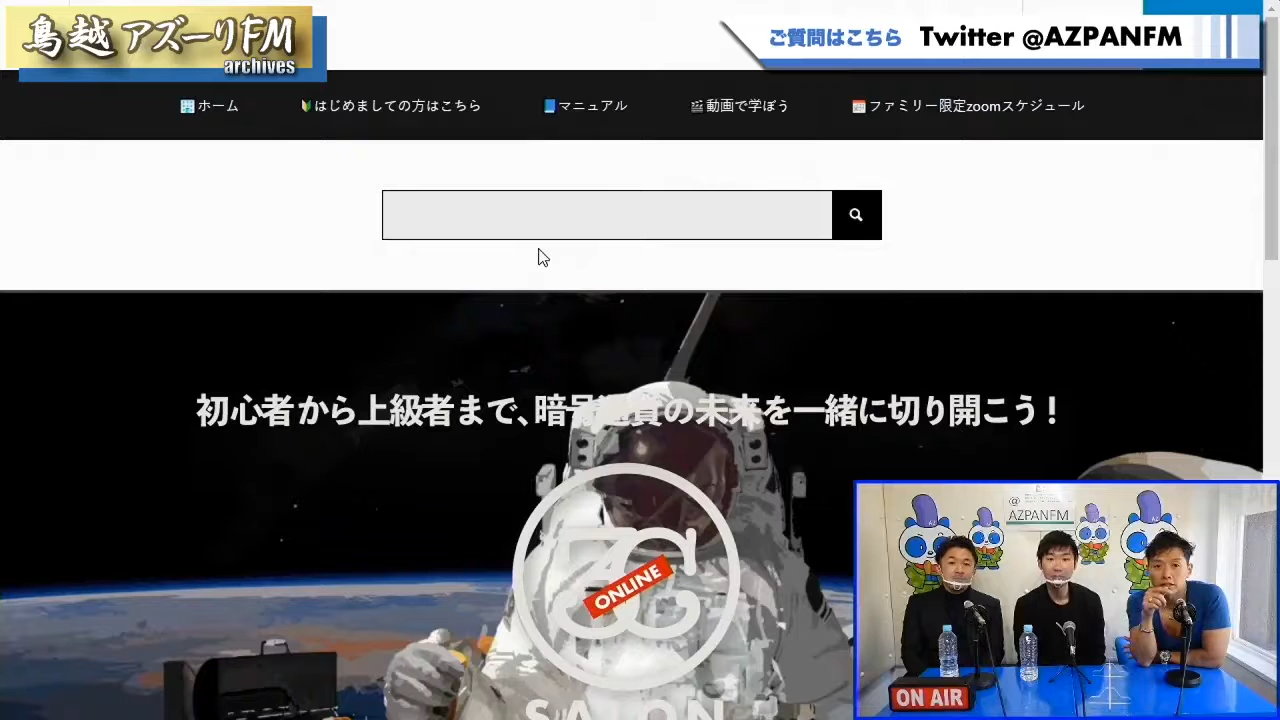 鳥越アズーリFM
archives
ご質問はこちら Twitter @AZPANFM
ホーム
はじめましての方はこちら
マニュアル
動画で学ぼう
ファミリー限定zoomスケジュール
初心者から上級者まで、暗号通貨の未来を一緒に切り開こう！
ONLINE
SALON
@
AZPANFM
ON AIR